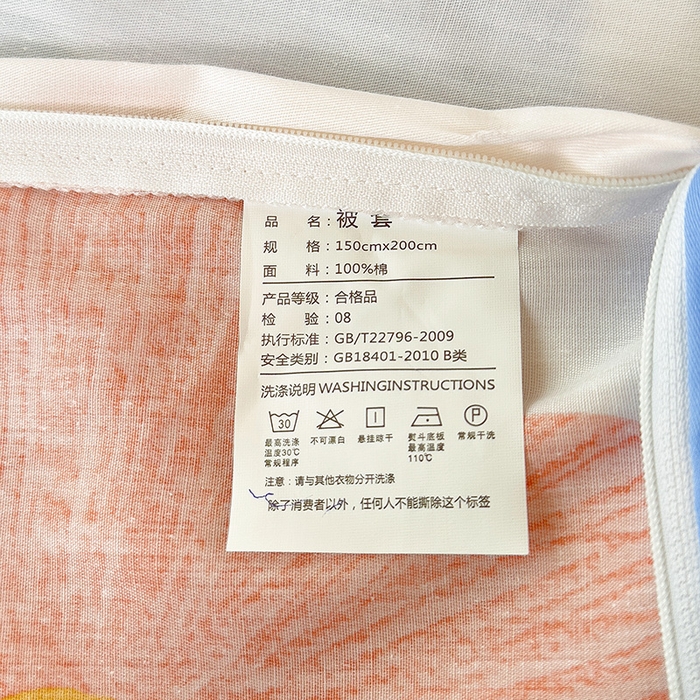 品 名：被 套
规 格：150cmx200cm
面 料：100%棉
产品等级：合格品
检 验：08
执行标准：GB/T22796-2009
安全类别：GB18401-2010 B类
洗涤说明 WASHINGINSTRUCTIONS
30 P
最高洗涤温度30℃常规程序
不可漂白
悬挂晾干
熨斗底板最高温度110℃
常规干洗
注意：请与其他衣物分开洗涤
除了消费者以外，任何人不能撕除这个标签